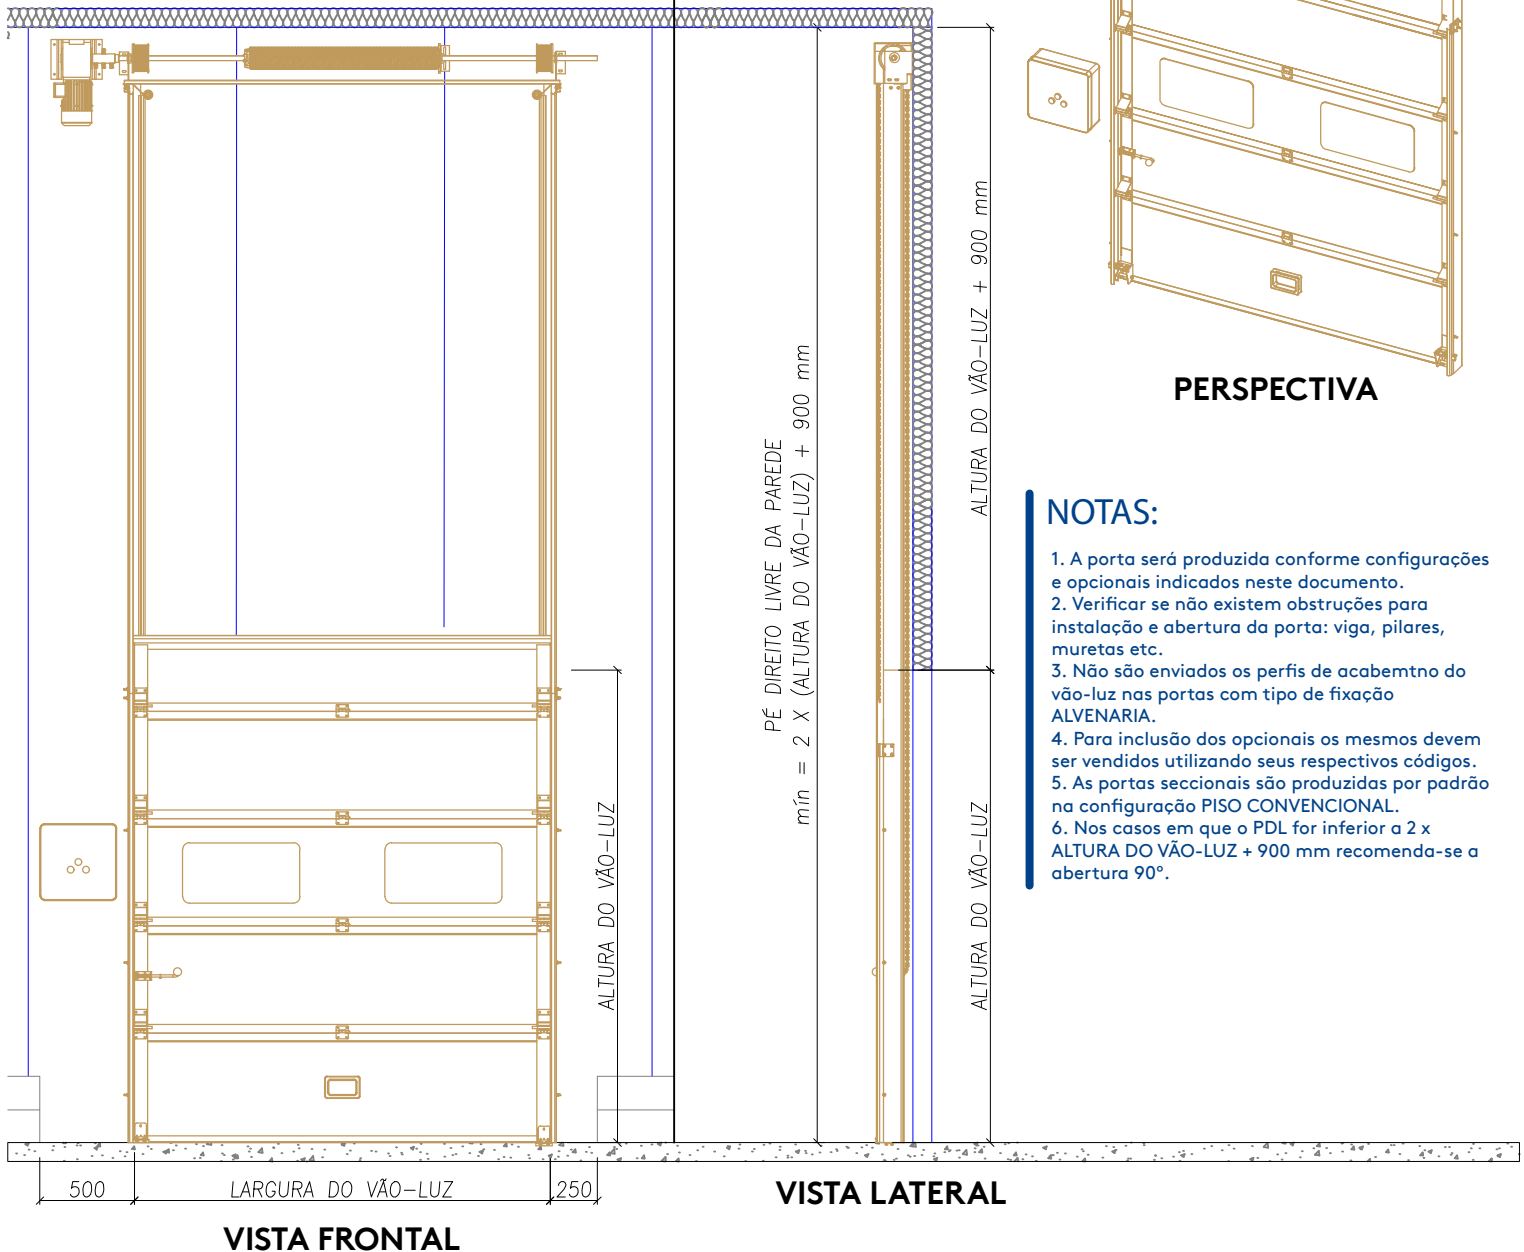 ALTURA DO VÃO-LUZ + 900 mm
PERSPECTIVA
PÉ DIREITO LIVRE DA PAREDE
mín = 2 X (ALTURA DO VÃO-LUZ) + 900 mm
NOTAS:
1. A porta será produzida conforme configurações
e opcionais indicados neste documento.
2. Verificar se não existem obstruções para
instalação e abertura da porta: viga, pilares,
muretas etc.
3. Não são enviados os perfis de acabemtno do
vão-luz nas portas com tipo de fixação
ALVENARIA.
4. Para inclusão dos opcionais os mesmos devem
ser vendidos utilizando seus respectivos códigos.
5. As portas seccionais são produzidas por padrão
na configuração PISO CONVENCIONAL.
6. Nos casos em que o PDL for inferior a 2 x
ALTURA DO VÃO-LUZ + 900 mm recomenda-se a
abertura 90°.
ALTURA DO VÃO-LUZ
ALTURA DO VÃO-LUZ
500
LARGURA DO VÃO-LUZ
250
VISTA LATERAL
VISTA FRONTAL